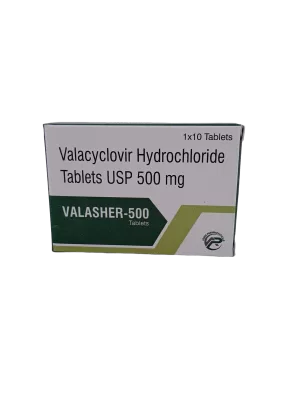 1x10 Tablets
Valacyclovir Hydrochloride
Tablets USP 500 mg
VALASHER-500
Tablets